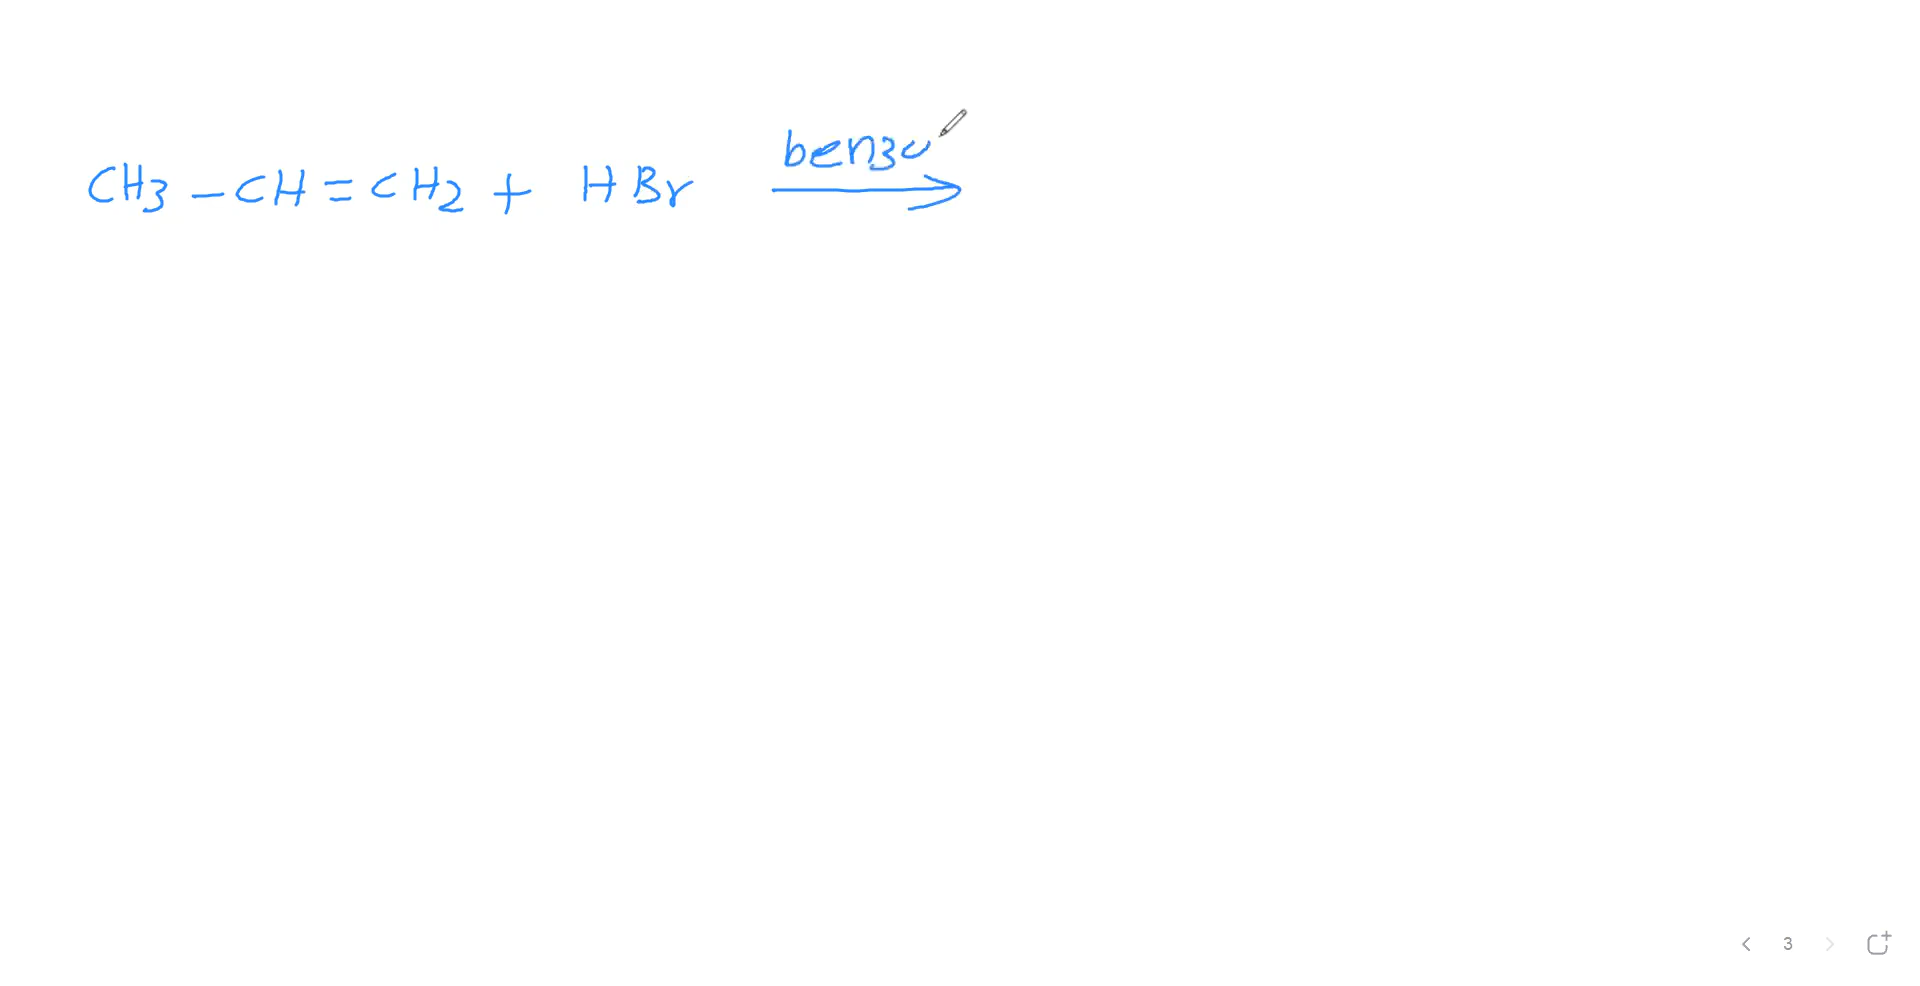 benzo
CH3 – CH = CH2 + HBr ⟶
3